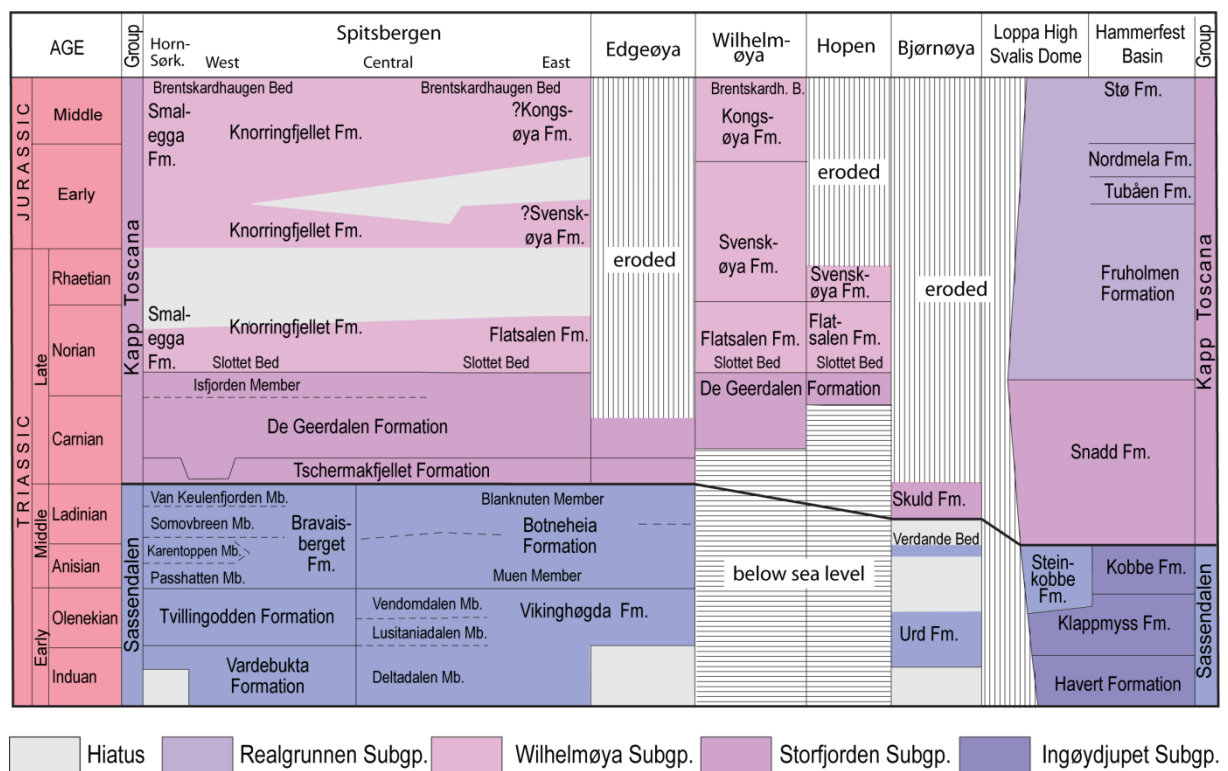 AGE
Group
Horn-
Sørk.
Spitsbergen
West
Central
East
Edgeøya
Wilhelm-
øya
Hopen
Bjørnøya
Loppa High
Svalis Dome
Hammerfest
Basin
Group
JURASSIC
Middle
Early
TRIASSIC
Late
Rhaetian
Norian
Carnian
Middle
Ladinian
Anisian
Early
Olenekian
Induan
Kapp Toscana
Sassendalen
Brentskardhaugen Bed
Brentskardhaugen Bed
Smal-
egga
Fm.
Knorringfjellet Fm.
?Kongs-
øya Fm.
Knorringfjellet Fm.
?Svensk-
øya Fm.
Smal-
egga
Fm.
Knorringfjellet Fm.
Flatsalen Fm.
Slottet Bed
Slottet Bed
Isfjorden Member
De Geerdalen Formation
Tschermakfjellet Formation
Van Keulenfjorden Mb.
Somovbreen Mb.
Karentoppen Mb.
Passhatten Mb.
Bravais-
berget
Fm.
Blanknuten Member
Botneheia
Formation
Muen Member
Tvillingodden Formation
Vendomdalen Mb.
Lusitaniadalen Mb.
Vikinghøgda Fm.
Vardebukta
Formation
Deltadalen Mb.
eroded
Brentskardh. B.
Kongs-
øya Fm.
Svensk-
øya Fm.
Flatsalen Fm.
Slottet Bed
De Geerdalen Formation
eroded
Svensk-
øya Fm.
Flat-
salen Fm.
Slottet Bed
below sea level
eroded
Skuld Fm.
Verdande Bed
Urd Fm.
Stø Fm.
Nordmela Fm.
Tubåen Fm.
Fruholmen
Formation
Snadd Fm.
Stein-
kobbe
Fm.
Kobbe Fm.
Klappmyss Fm.
Havert Formation
Kapp Toscana
Sassendalen
Hiatus
Realgrunnen Subgp.
Wilhelmøya Subgp.
Storfjorden Subgp.
Ingøydjupet Subgp.